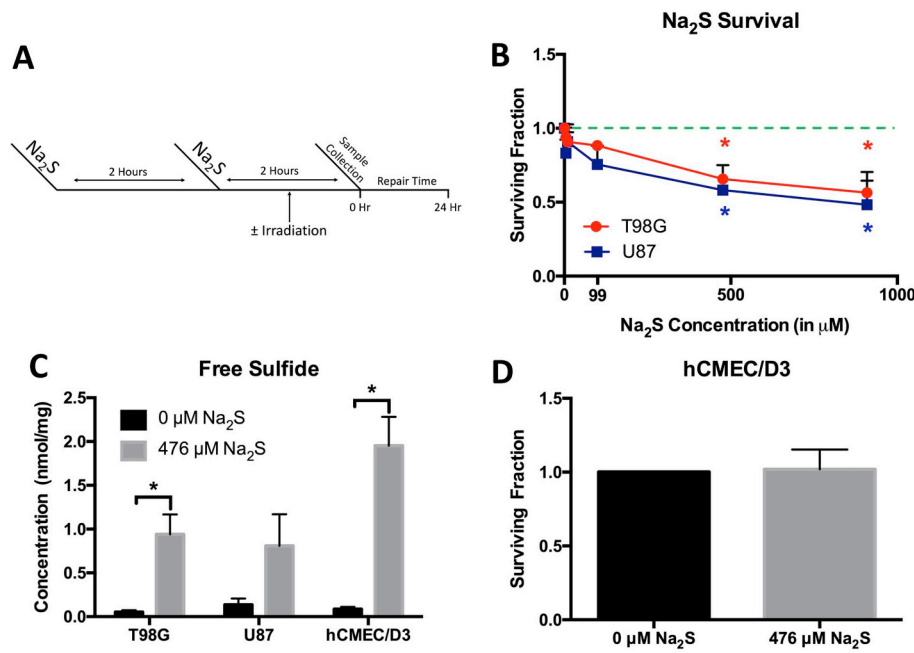 A
Na₂S
2 Hours
Na₂S
2 Hours
Sample
Collection
Repair Time
0 Hr
24 Hr
± Irradiation
B
Na₂S Survival
Surviving Fraction
1.5
1.0
0.5
0.0
*
*
*
*
T98G
U87
0
99
500
1000
Na₂S Concentration (in μM)
C
Free Sulfide
Concentration (nmol/mg)
2.5
2.0
1.5
1.0
0.5
0.0
0 μM Na₂S
476 μM Na₂S
*
*
T98G
U87
hCMEC/D3
D
hCMEC/D3
Surviving Fraction
1.5
1.0
0.5
0.0
0 μM Na₂S
476 μM Na₂S